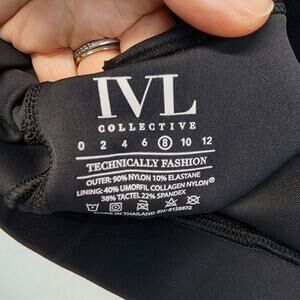 IVL
COLLECTIVE
0 2 4 6 8 10 12
TECHNICALLY FASHION
OUTER: 90% NYLON 10% ELASTANE
LINING: 40% UMORFIL COLLAGEN NYLON®
38% TACTEL 22% SPANDEX
MADE IN THAILAND RN#158572